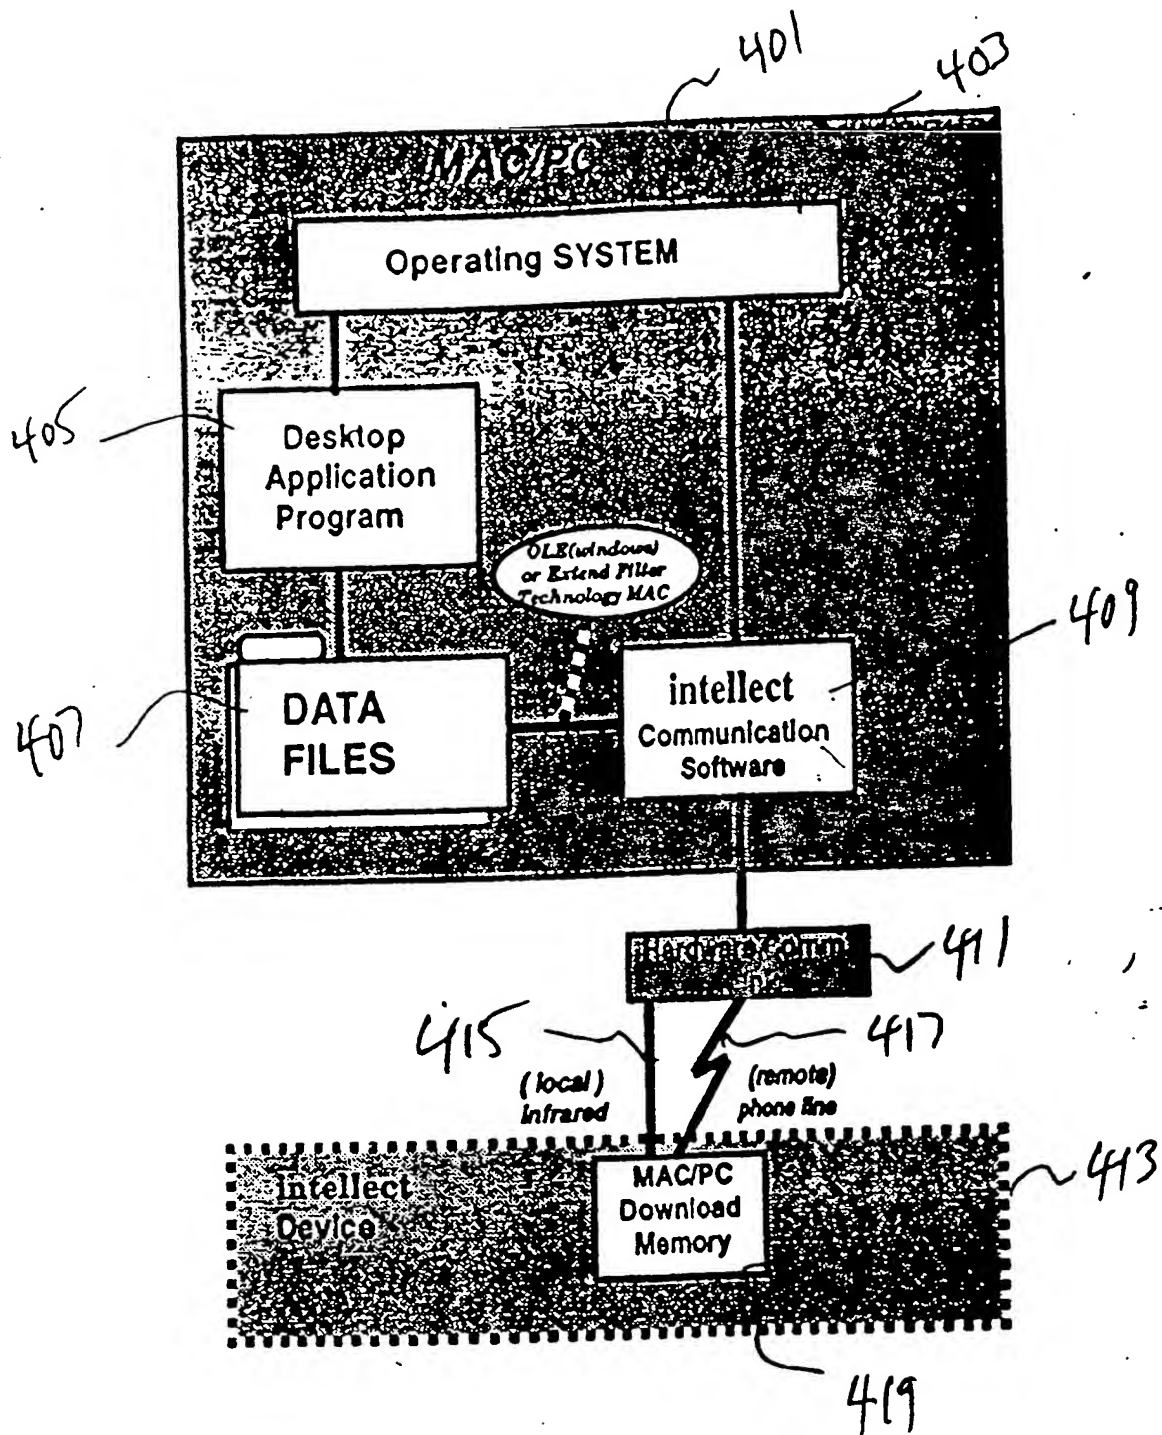 401
403
MAC/PC
Operating SYSTEM
405
Desktop
Application
Program
OLE(windows)
or Extend Filter
Technology MAC
409
407
DATA
FILES
intellect
Communication
Software
Hardware Comm
411
415
417
(local)
infrared
(remote)
phone line
413
Intellect
Device
MAC/PC
Download
Memory
419